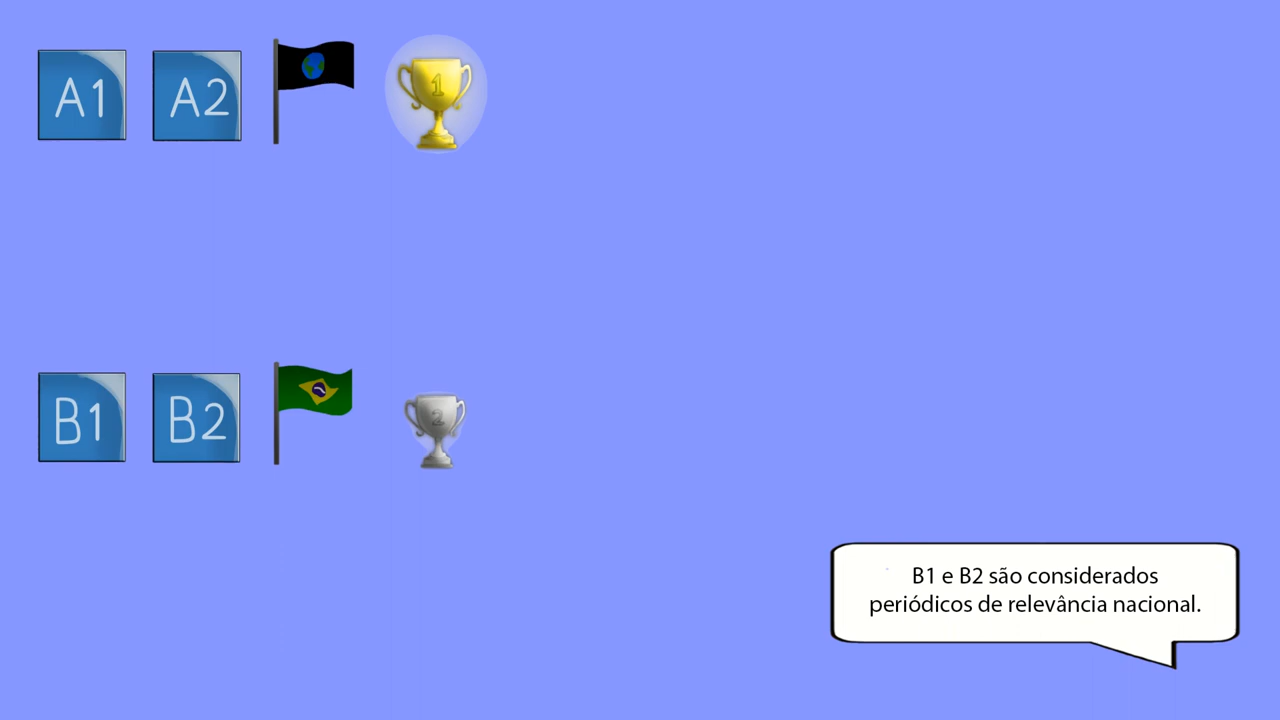 A1 A2
1
B1 B2
2
B1 e B2 são considerados
periódicos de relevância nacional.